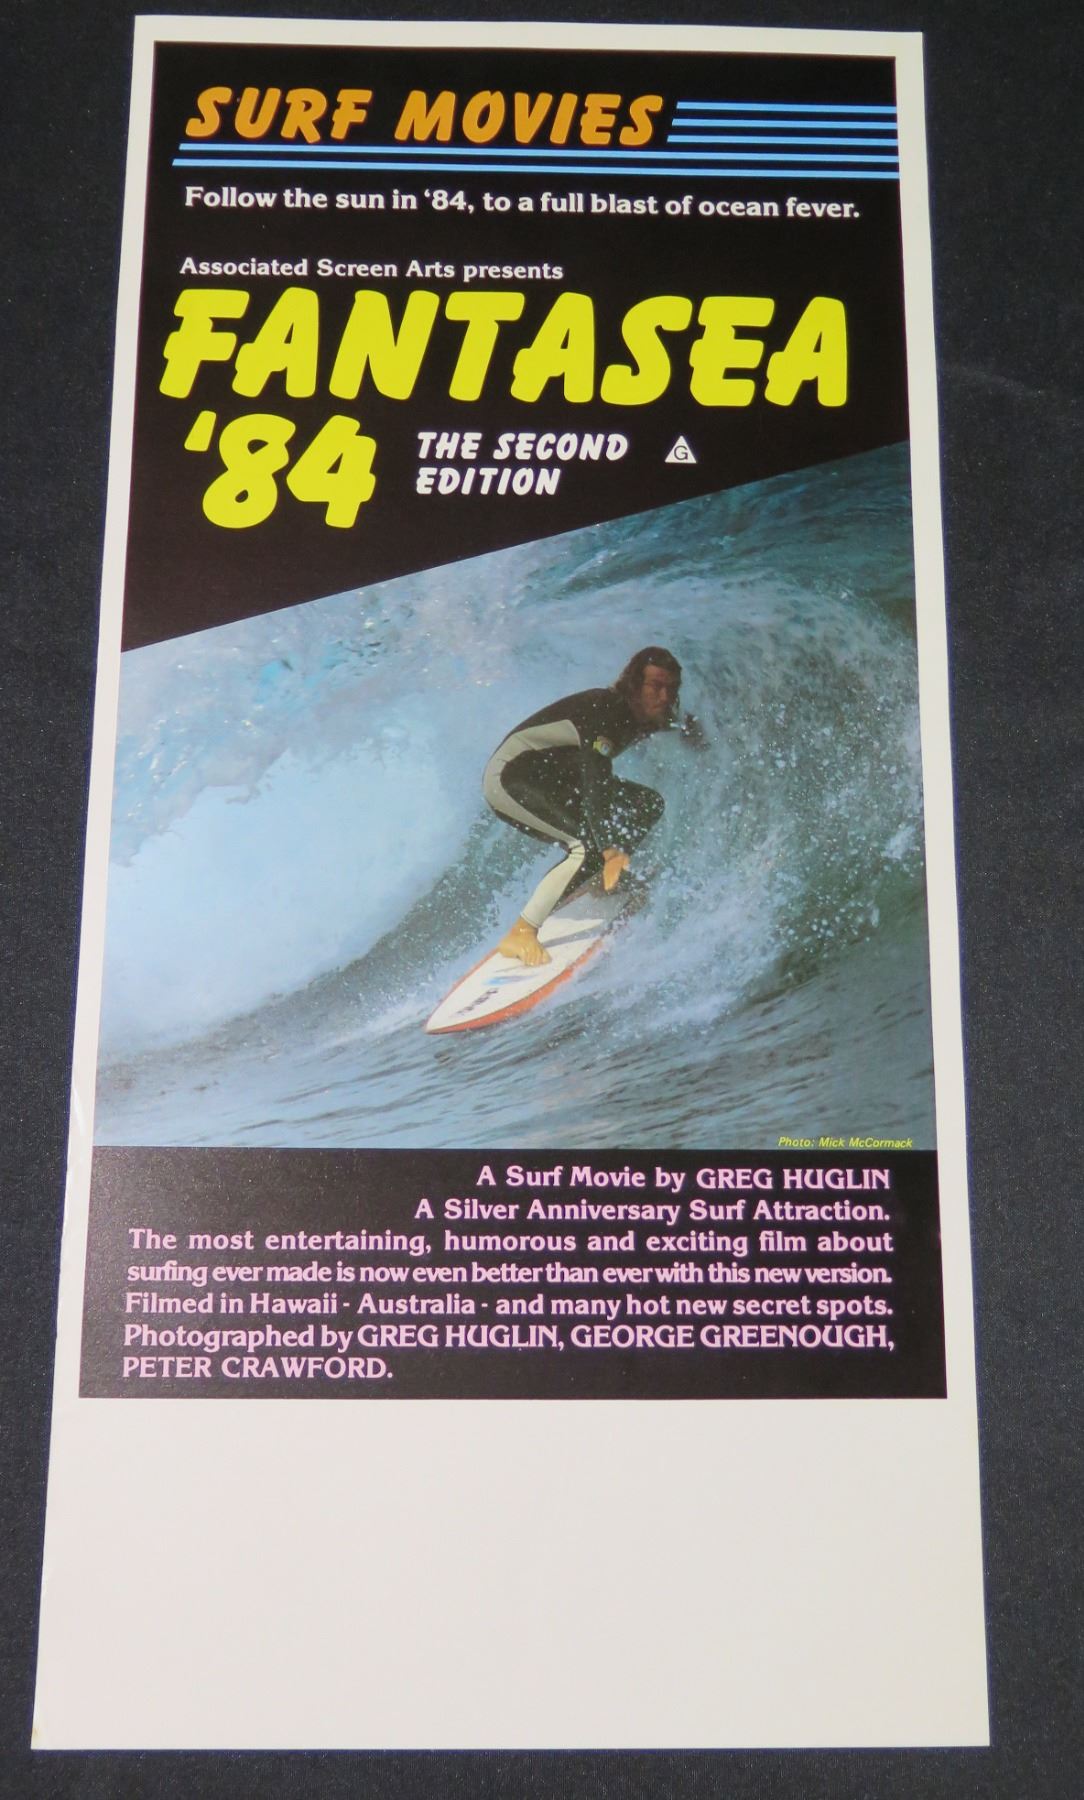 SURF MOVIES
Follow the sun in ‘84, to a full blast of ocean fever.
Associated Screen Arts presents
FANTASEA
'84
THE SECOND
EDITION
G
Photo: Mick McCormack
A Surf Movie by GREG HUGLIN
A Silver Anniversary Surf Attraction.
The most entertaining, humorous and exciting film about
surfing ever made is now even better than ever with this new version.
Filmed in Hawaii - Australia - and many hot new secret spots.
Photographed by GREG HUGLIN, GEORGE GREENOUGH,
PETER CRAWFORD.